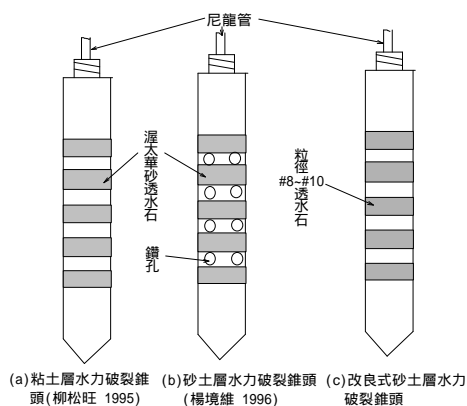 尼龍管
渥太華砂透水石
鑽孔
粒徑
#8~#10
透水石
(a)粘土層水力破裂錐
頭(柳松旺 1995)
(b)砂土層水力破裂錐頭
(楊境維 1996)
(c)改良式砂土層水力
破裂錐頭